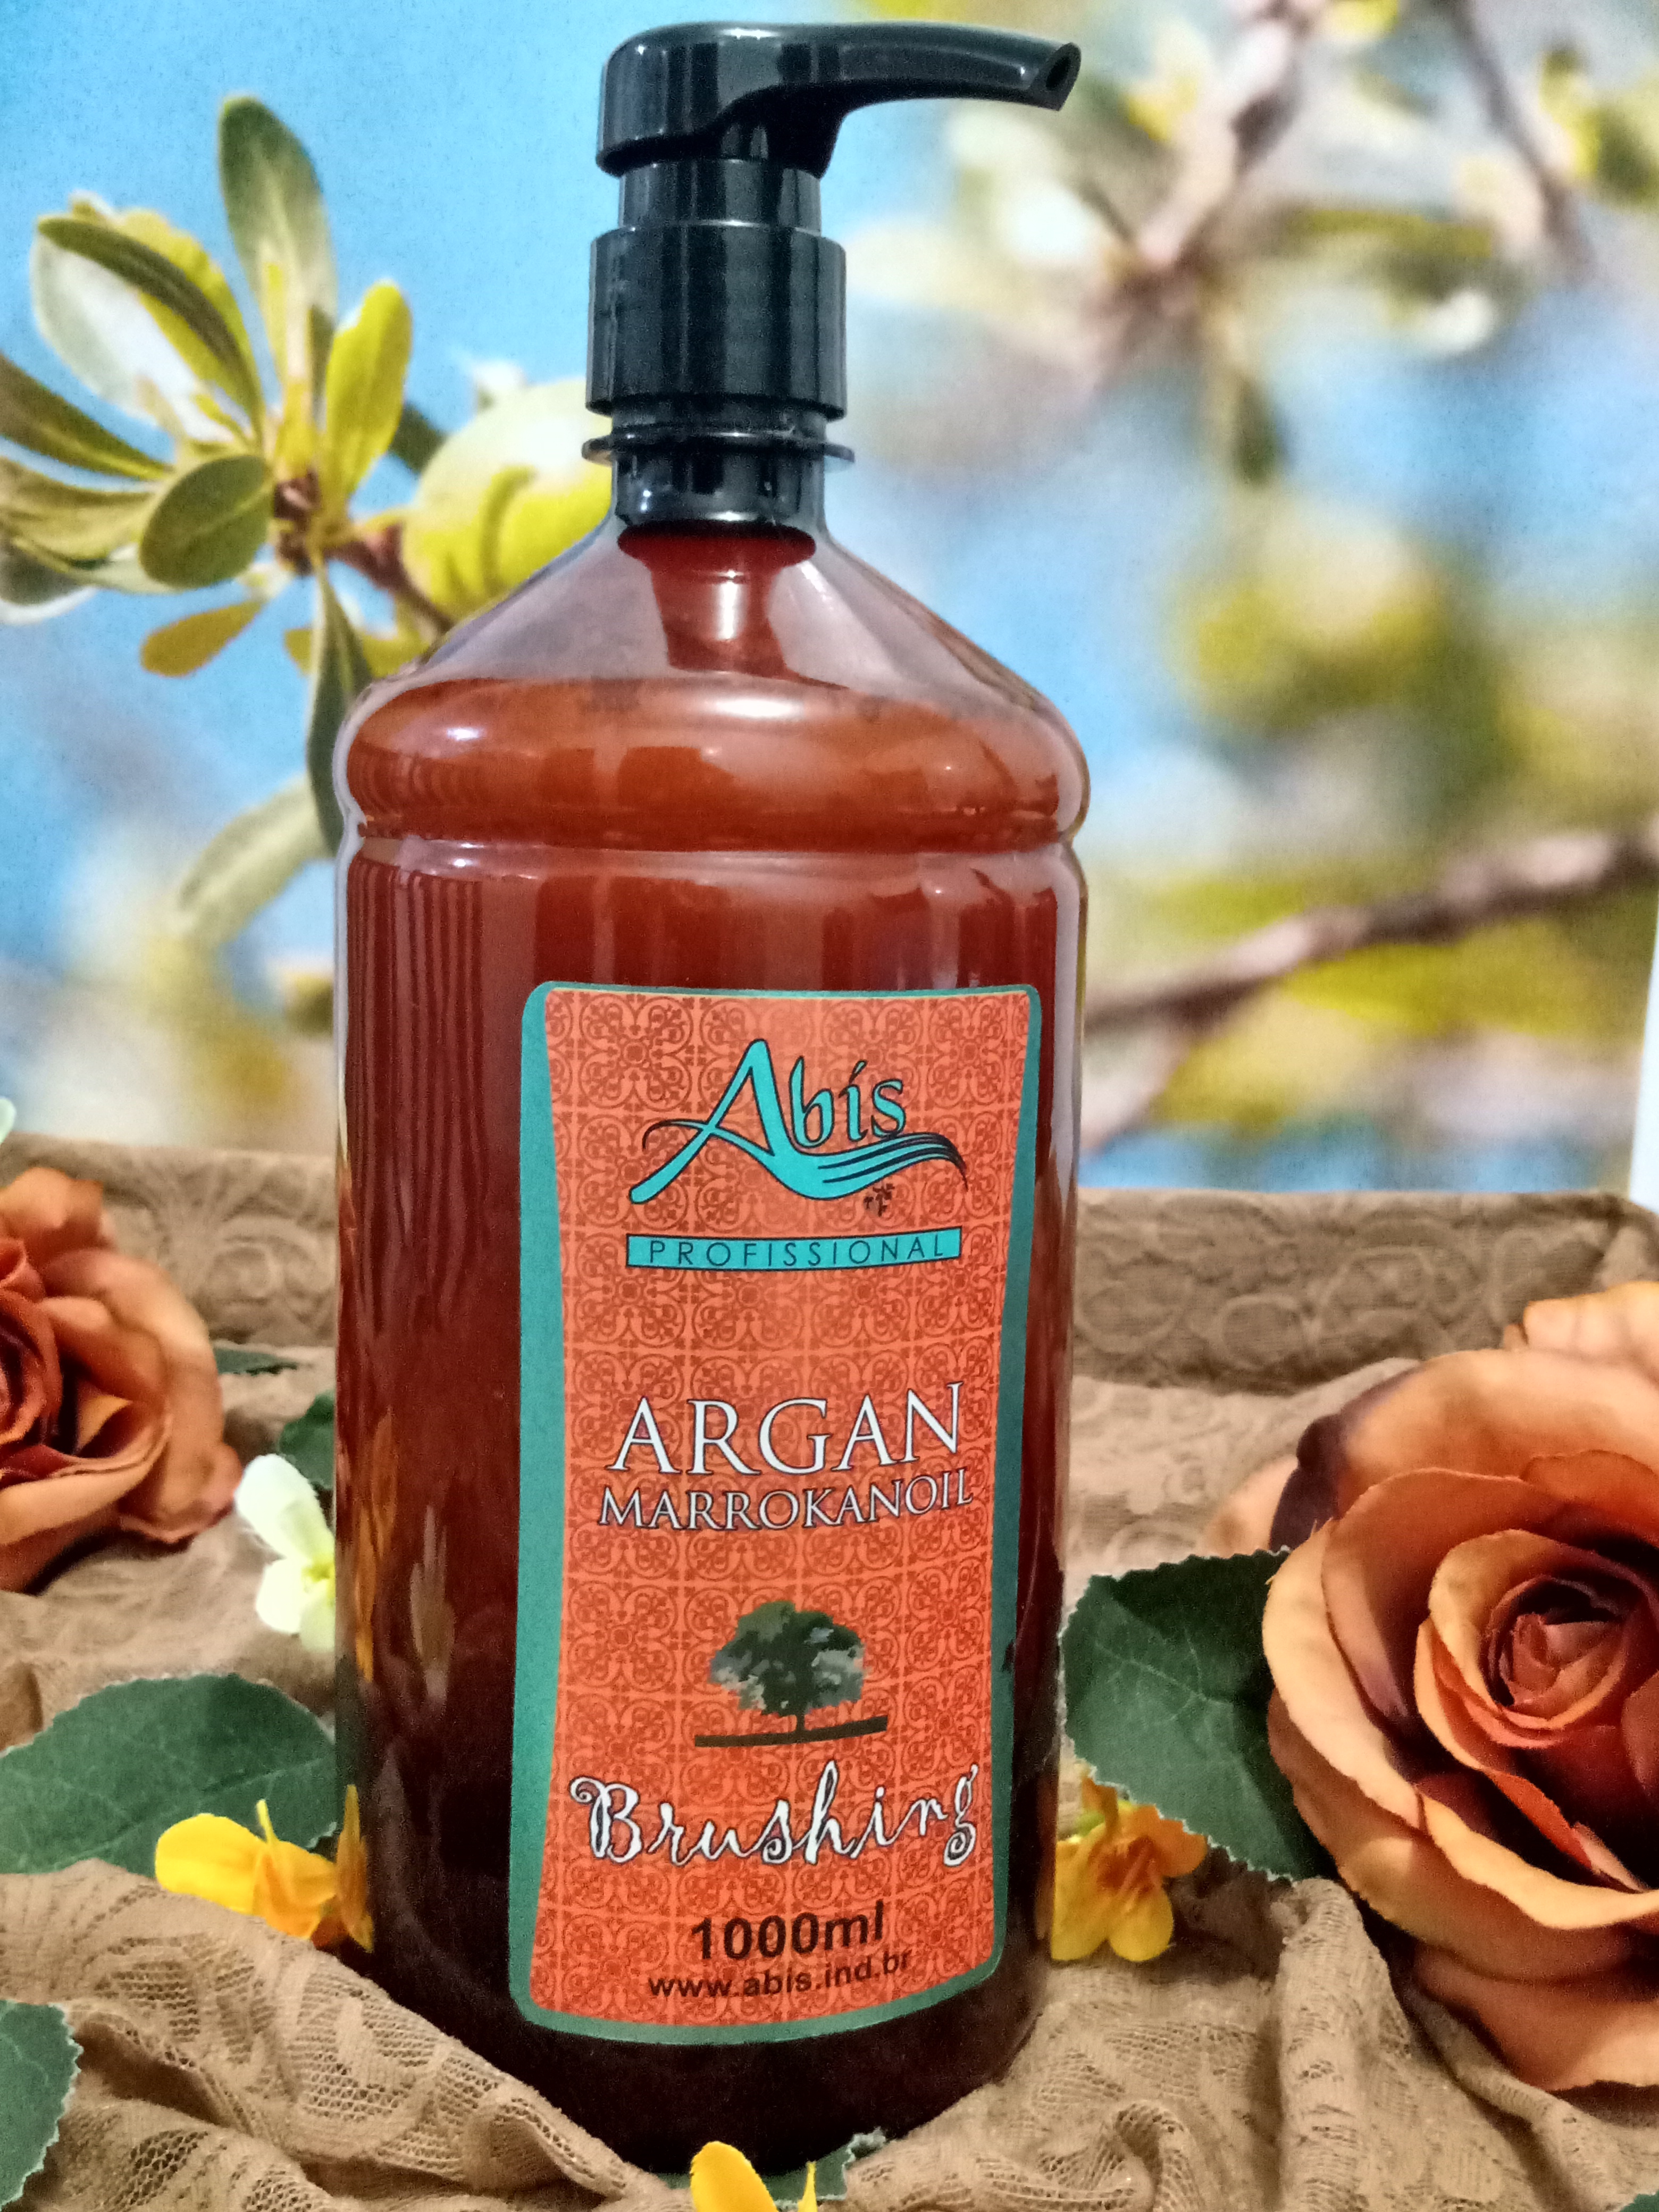 Abís
PROFISSIONAL
ARGAN
MARROKANOIL
Brushing
1000ml
www.abis.ind.br